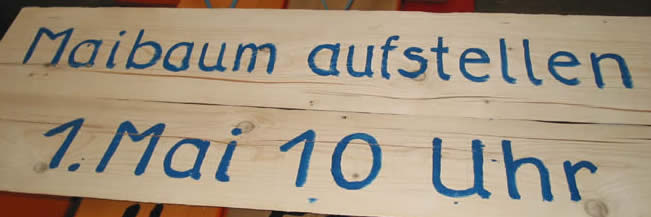 Maibaum aufstellen
1. Mai 10 Uhr